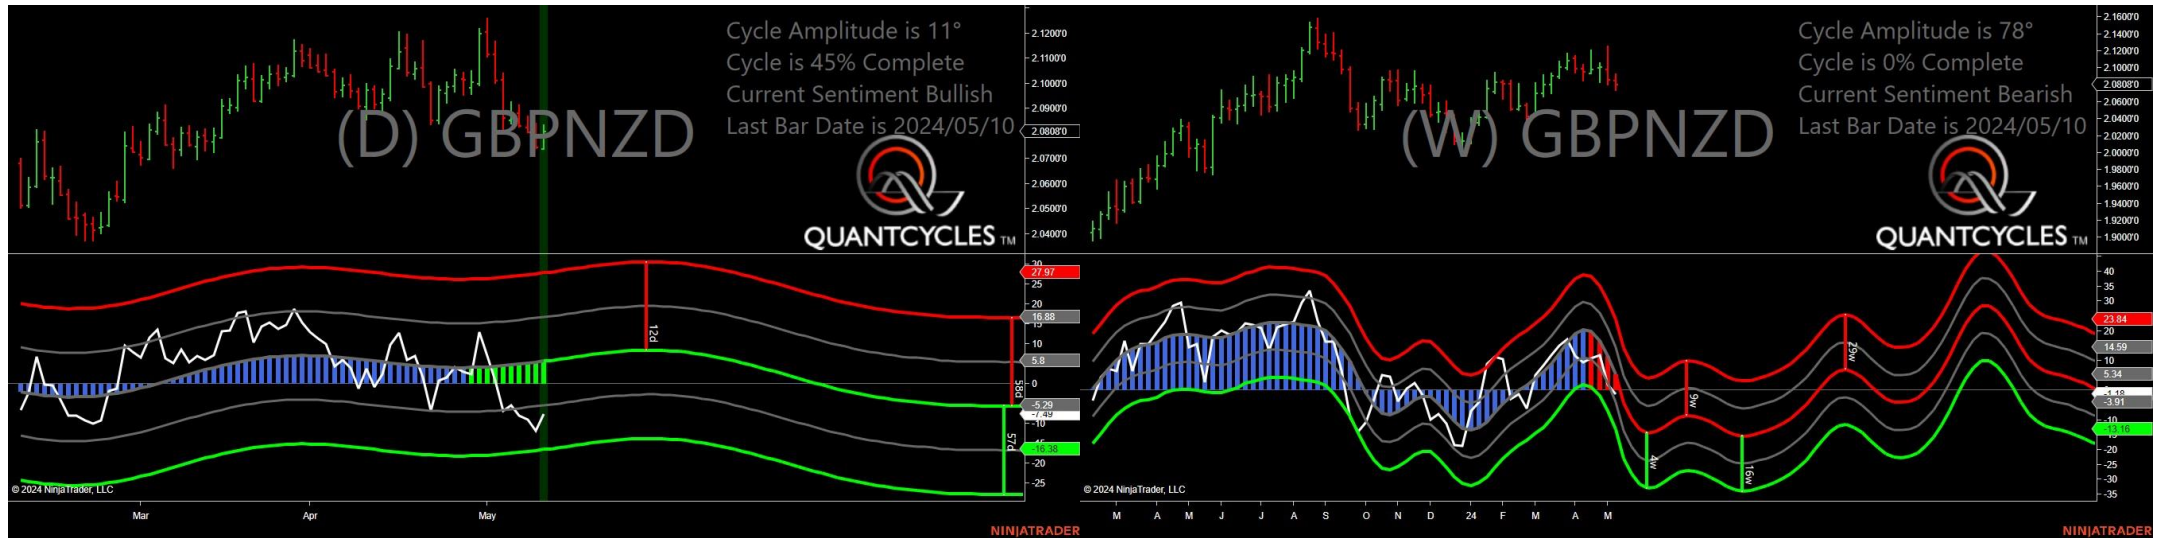 Cycle Amplitude is 11°
Cycle is 45% Complete
Current Sentiment Bullish
Last Bar Date is 2024/05/10
(D) GBPNZD
QUANTCYCLES TM
2.1200'0
2.1000'0
2.0900'0
2.0808'0
2.0700'0
2.0600'0
2.0500'0
2.0400'0
30
27.97
25
20
16.88
15
10
5.8
0
-5.29
-7.49
-10
-16.38
-20
-25
12d
58d
57d
© 2024 NinjaTrader, LLC
Mar
Apr
May
NINJATRADER
Cycle Amplitude is 78°
Cycle is 0% Complete
Current Sentiment Bearish
Last Bar Date is 2024/05/10
(W) GBPNZD
QUANTCYCLES TM
2.1600'0
2.1400'0
2.1200'0
2.1000'0
2.0808'0
2.0600'0
2.0400'0
2.0200'0
2.0000'0
1.9800'0
1.9600'0
1.9400'0
1.9200'0
1.9000'0
40
35
30
23.84
20
14.59
10
5.34
-3.91
-10
-13.16
-15
-20
-25
-30
-35
4w
9w
16w
29w
© 2024 NinjaTrader, LLC
M A M J J A S O N D 24 F M A M
NINJATRADER